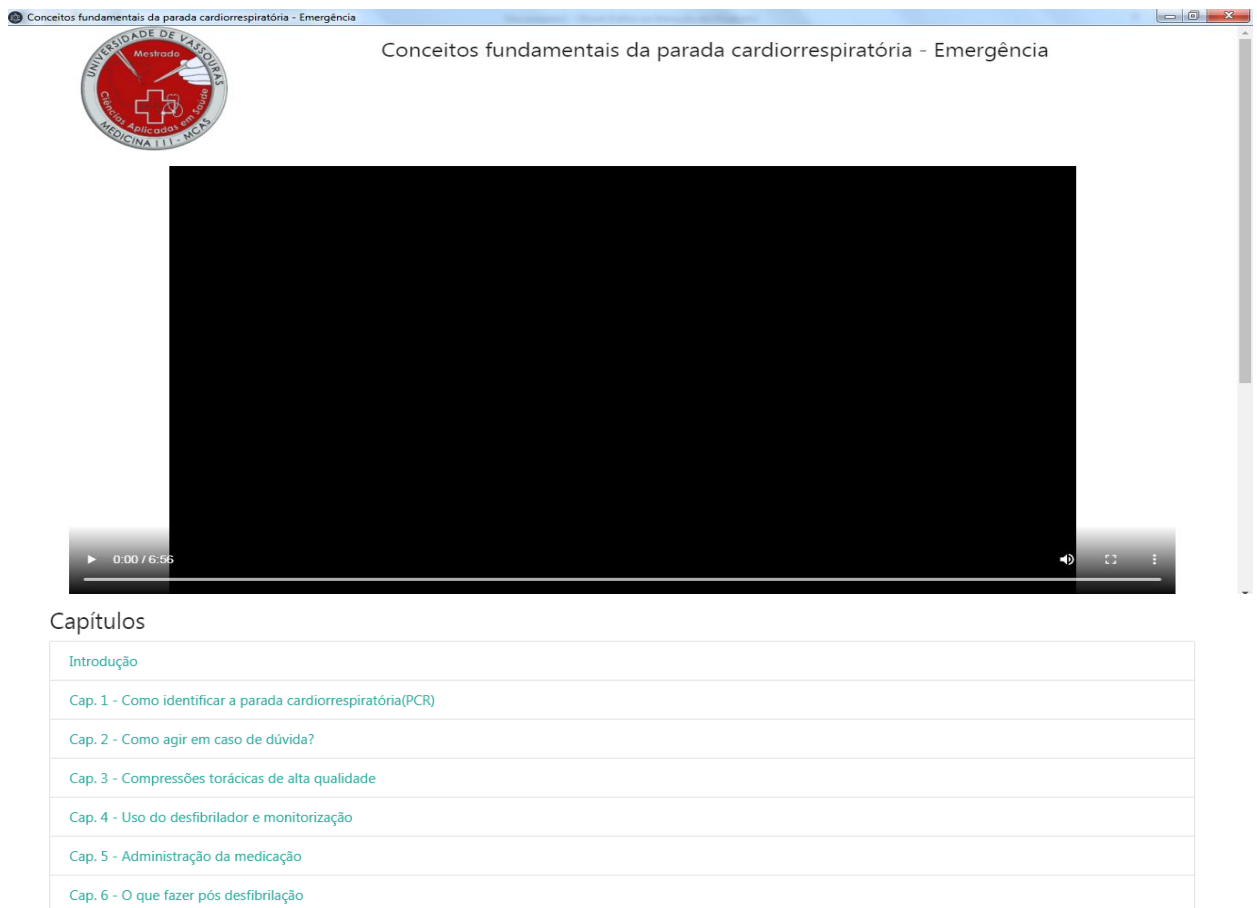 Conceitos fundamentais da parada cardiorrespiratória - Emergência
UNIVERSIDADE DE VASSOURAS
Mestrado
Ciências Aplicadas em Saúde
MEDICINA III - MCAS
Conceitos fundamentais da parada cardiorrespiratória - Emergência
0:00 / 6:56
Capítulos
Introdução
Cap. 1 - Como identificar a parada cardiorrespiratória(PCR)
Cap. 2 - Como agir em caso de dúvida?
Cap. 3 - Compressões torácicas de alta qualidade
Cap. 4 - Uso do desfibrilador e monitorização
Cap. 5 - Administração da medicação
Cap. 6 - O que fazer pós desfibrilação